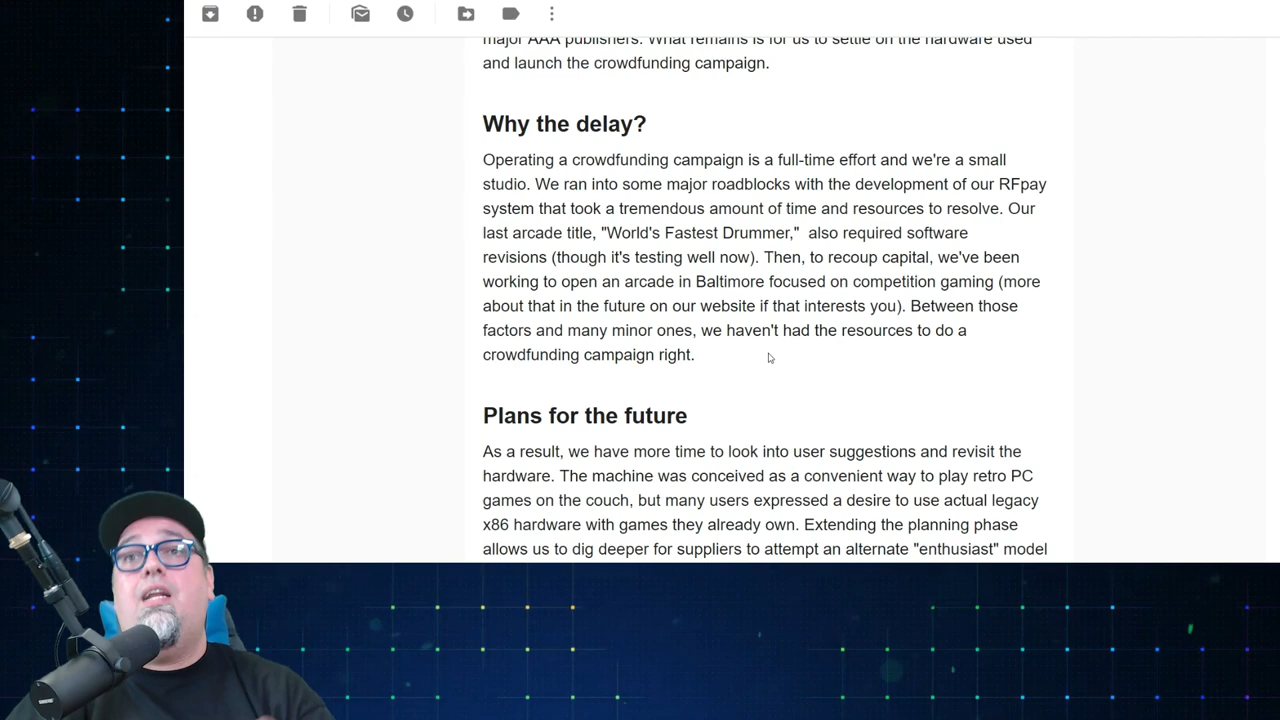 major AAA publishers. What remains is for us to settle on the hardware used
and launch the crowdfunding campaign.
Why the delay?
Operating a crowdfunding campaign is a full-time effort and we're a small
studio. We ran into some major roadblocks with the development of our RFpay
system that took a tremendous amount of time and resources to resolve. Our
last arcade title, "World's Fastest Drummer,"  also required software
revisions (though it's testing well now). Then, to recoup capital, we've been
working to open an arcade in Baltimore focused on competition gaming (more
about that in the future on our website if that interests you). Between those
factors and many minor ones, we haven't had the resources to do a
crowdfunding campaign right.
Plans for the future
As a result, we have more time to look into user suggestions and revisit the
hardware. The machine was conceived as a convenient way to play retro PC
games on the couch, but many users expressed a desire to use actual legacy
x86 hardware with games they already own. Extending the planning phase
allows us to dig deeper for suppliers to attempt an alternate "enthusiast" model